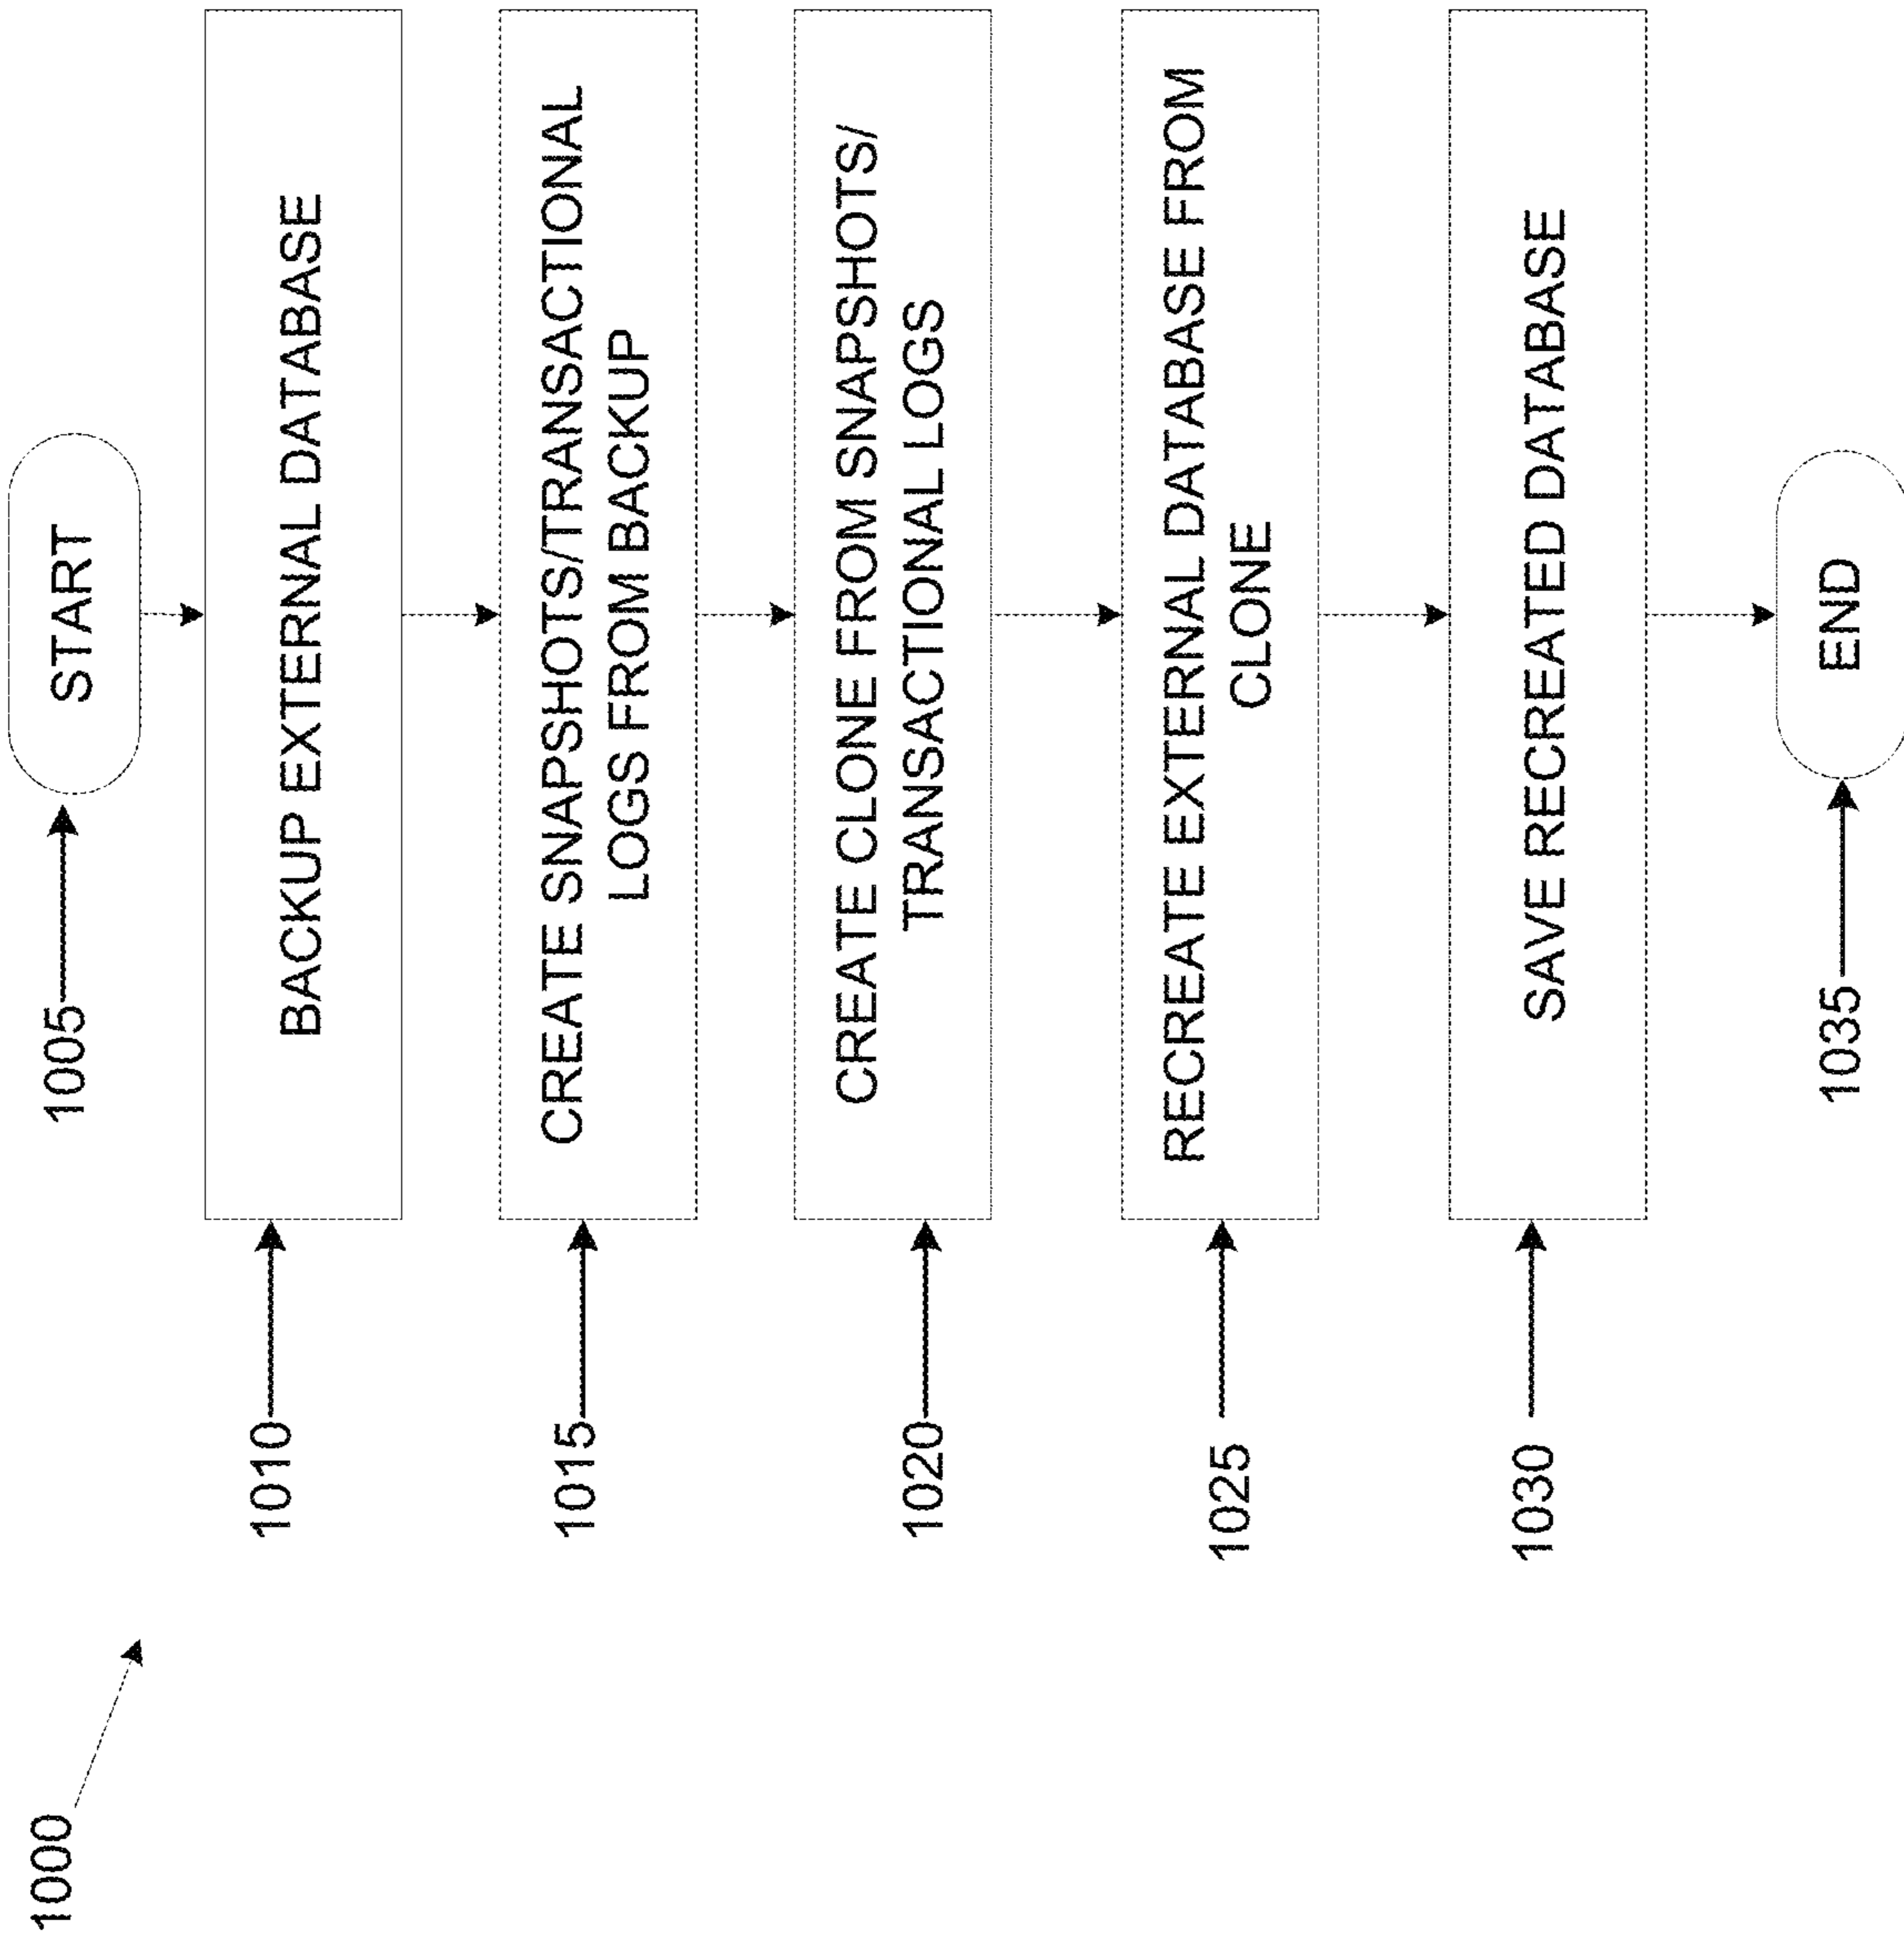 1000
1005
START
1010
BACKUP EXTERNAL DATABASE
1015
CREATE SNAPSHOTS/TRANSACTIONAL
LOGS FROM BACKUP
1020
CREATE CLONE FROM SNAPSHOTS/
TRANSACTIONAL LOGS
1025
RECREATE EXTERNAL DATABASE FROM
CLONE
1030
SAVE RECREATED DATABASE
1035
END